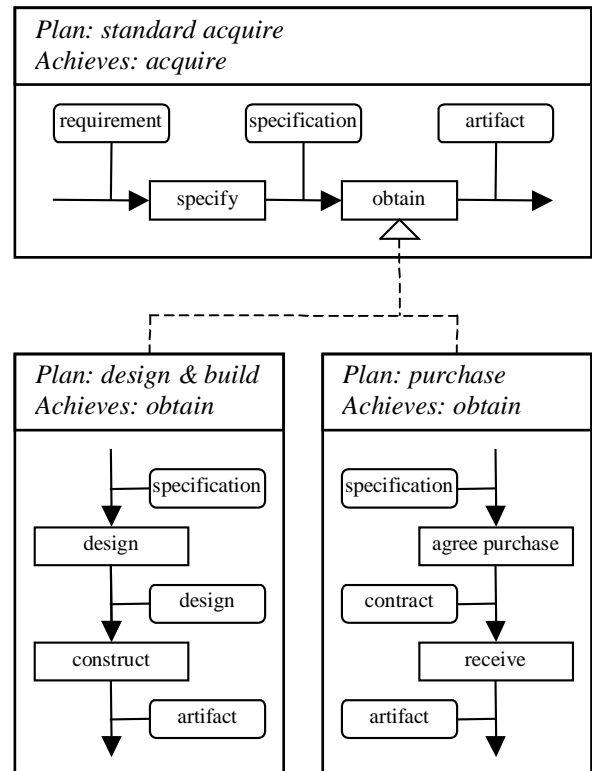 Plan: standard acquire
Achieves: acquire
requirement
specification
artifact
specify
obtain
Plan: design & build
Achieves: obtain
specification
design
design
construct
artifact
Plan: purchase
Achieves: obtain
specification
agree purchase
contract
receive
artifact